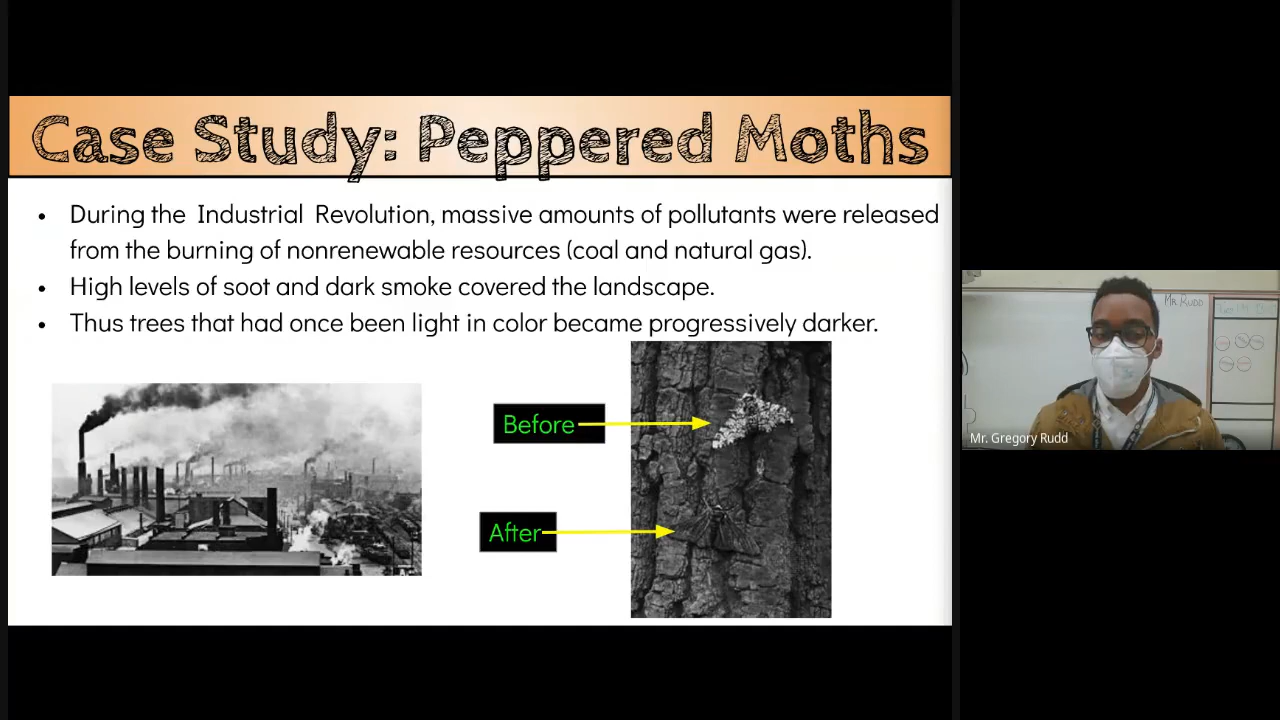 Case Study: Peppered Moths
• During the Industrial Revolution, massive amounts of pollutants were released
from the burning of nonrenewable resources (coal and natural gas).
• High levels of soot and dark smoke covered the landscape.
• Thus trees that had once been light in color became progressively darker.
Before
After
MR. RUDD
Mr. Gregory Rudd